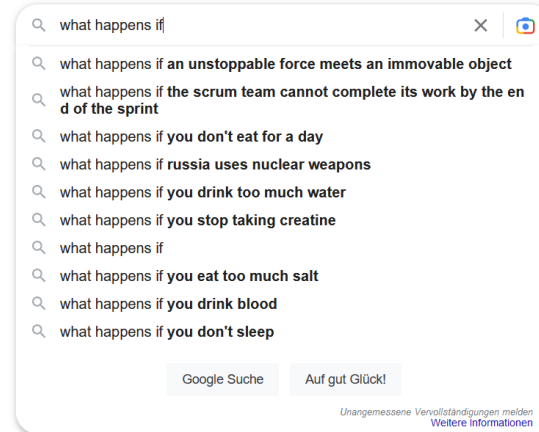 what happens if
what happens if an unstoppable force meets an immovable object
what happens if the scrum team cannot complete its work by the en
d of the sprint
what happens if you don't eat for a day
what happens if russia uses nuclear weapons
what happens if you drink too much water
what happens if you stop taking creatine
what happens if
what happens if you eat too much salt
what happens if you drink blood
what happens if you don't sleep
Google Suche Auf gut Glück!
Unangemessene Vervollständigungen melden
Weitere Informationen